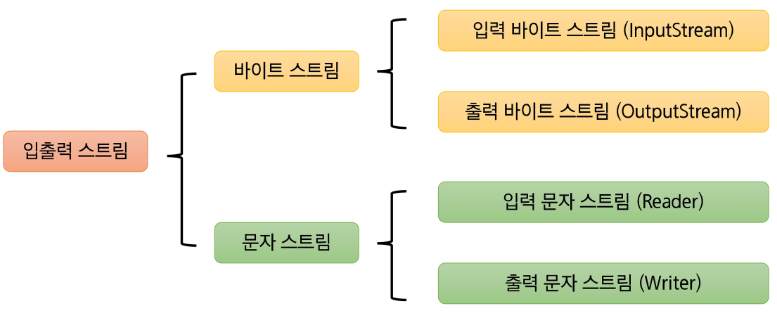 입출력 스트림
바이트 스트림
입력 바이트 스트림 (InputStream)
출력 바이트 스트림 (OutputStream)
문자 스트림
입력 문자 스트림 (Reader)
출력 문자 스트림 (Writer)